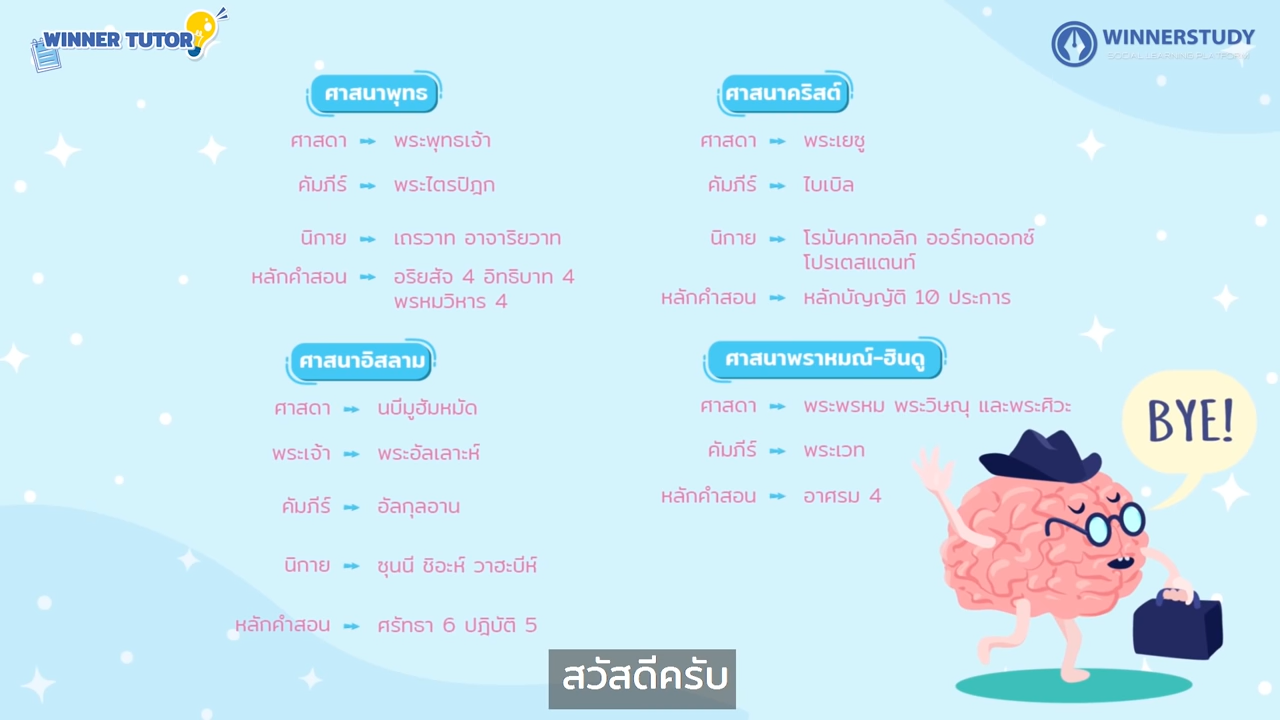 WINNER TUTOR
WINNERSTUDY
SOCIAL LEARNING PLATFORM
ศาสนาพุทธ
ศาสดา ➨ พระพุทธเจ้า
คัมภีร์ ➨ พระไตรปิฎก
นิกาย ➨ เถรวาท อาจาริยวาท
หลักคำสอน ➨ อริยสัจ 4 อิทธิบาท 4
พรหมวิหาร 4
ศาสนาคริสต์
ศาสดา ➨ พระเยซู
คัมภีร์ ➨ ไบเบิล
นิกาย ➨ โรมันคาทอลิก ออร์ทอดอกซ์
โปรเตสแตนท์
หลักคำสอน ➨ หลักบัญญัติ 10 ประการ
ศาสนาอิสลาม
ศาสดา ➨ นบีมูฮัมหมัด
พระเจ้า ➨ พระอัลเลาะห์
คัมภีร์ ➨ อัลกุลอาน
นิกาย ➨ ซุนนี ชิอะห์ วาฮะบีห์
หลักคำสอน ➨ ศรัทธา 6 ปฎิบัติ 5
ศาสนาพราหมณ์-ฮินดู
ศาสดา ➨ พระพรหม พระวิษณุ และพระศิวะ
คัมภีร์ ➨ พระเวท
หลักคำสอน ➨ อาศรม 4
BYE!
สวัสดีครับ